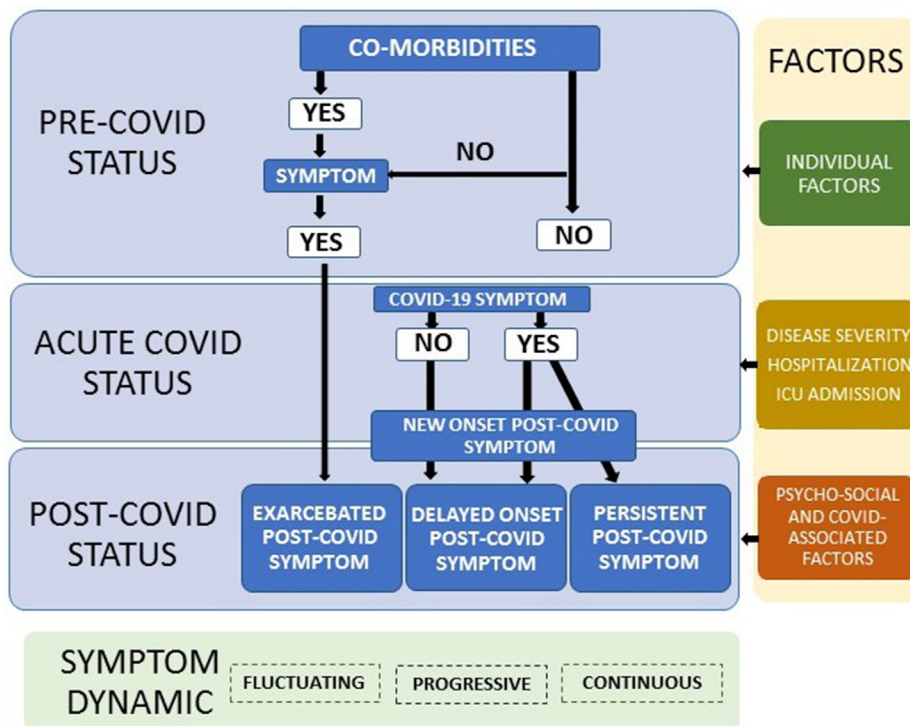 CO-MORBIDITIES
PRE-COVID
STATUS
YES
NO
SYMPTOM
YES
NO
ACUTE COVID
STATUS
COVID-19 SYMPTOM
NO
YES
NEW ONSET POST-COVID
SYMPTOM
POST-COVID
STATUS
EXARCEBATED
POST-COVID
SYMPTOM
DELAYED ONSET
POST-COVID
SYMPTOM
PERSISTENT
POST-COVID
SYMPTOM
FACTORS
INDIVIDUAL
FACTORS
DISEASE SEVERITY
HOSPITALIZATION
ICU ADMISSION
PSYCHO-SOCIAL
AND COVID-
ASSOCIATED
FACTORS
SYMPTOM
DYNAMIC
FLUCTUATING
PROGRESSIVE
CONTINUOUS